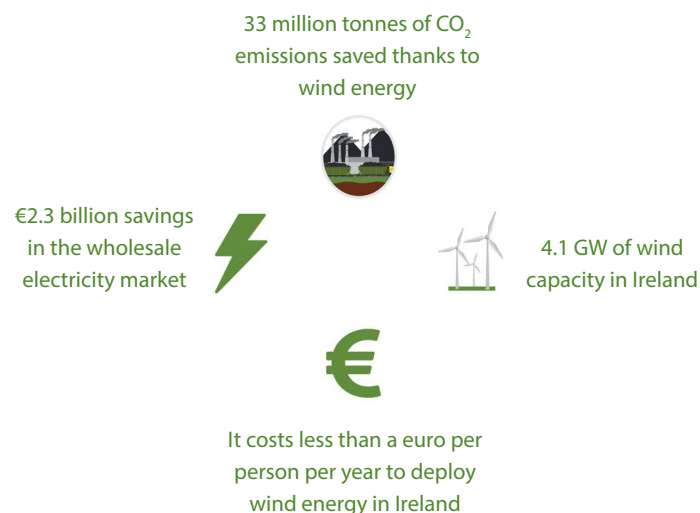 33 million tonnes of CO₂
emissions saved thanks to
wind energy
€2.3 billion savings
in the wholesale
electricity market
4.1 GW of wind
capacity in Ireland
€
It costs less than a euro per
person per year to deploy
wind energy in Ireland